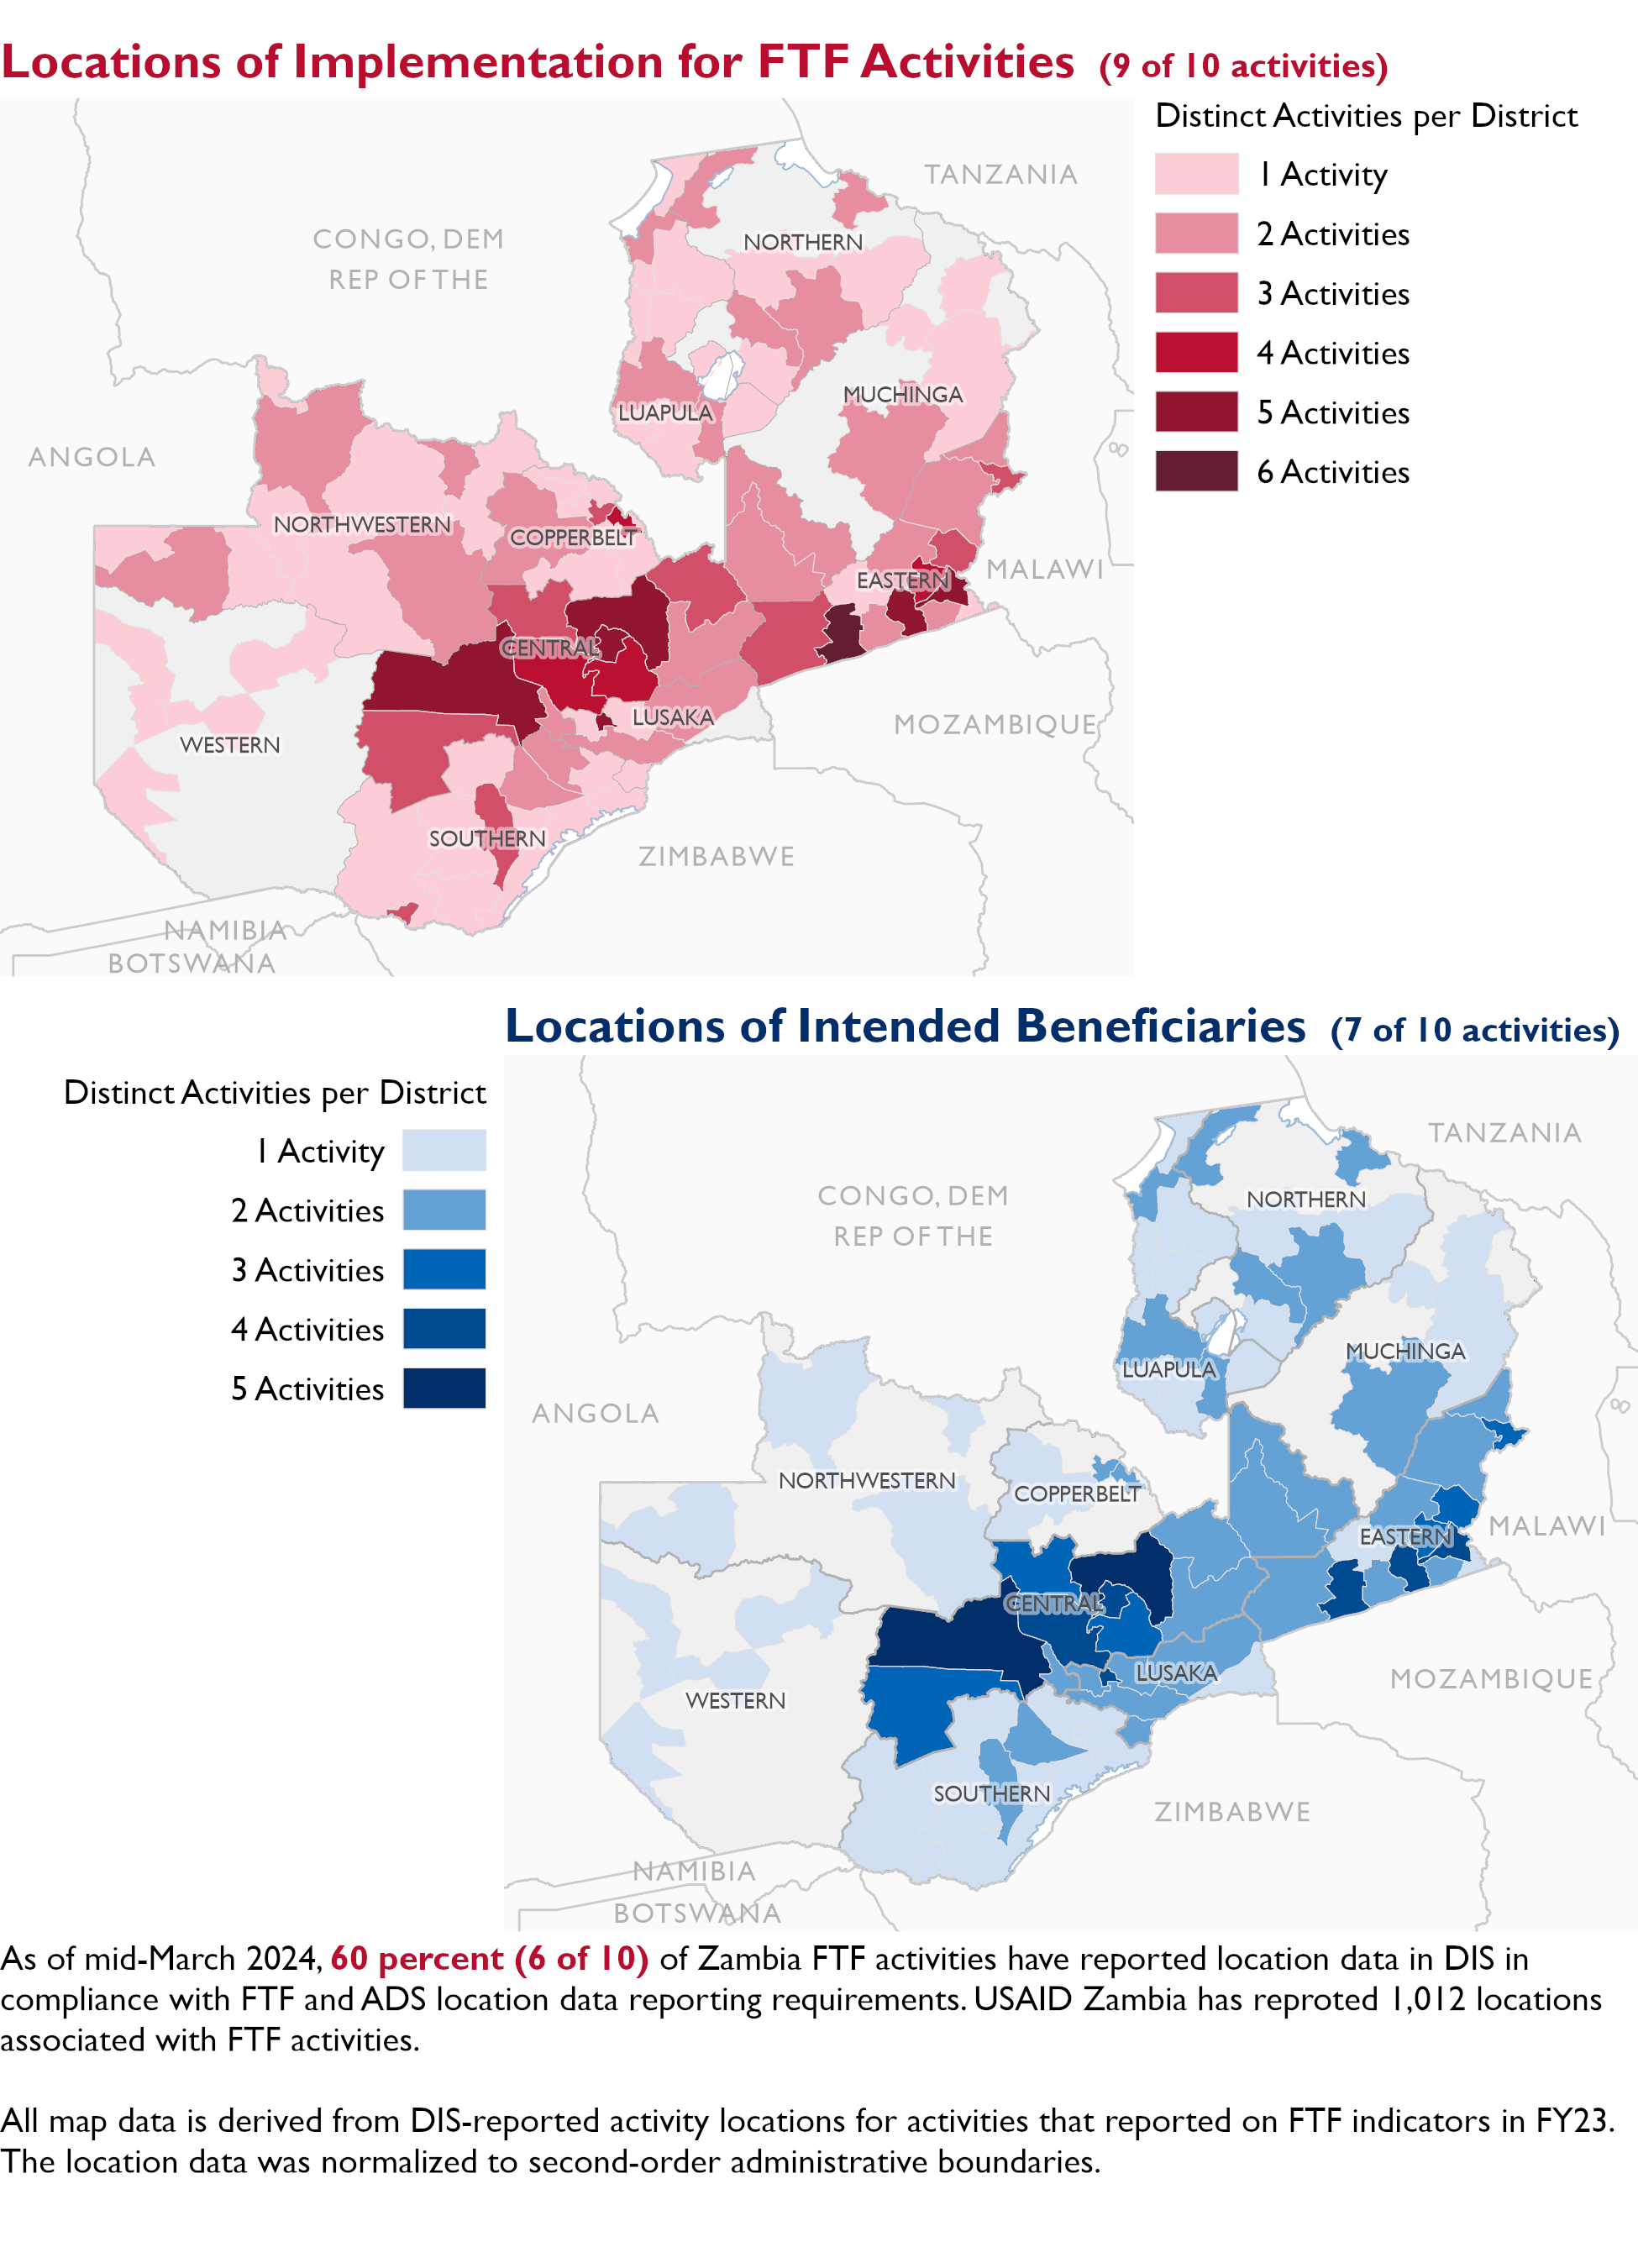 Locations of Implementation for FTF Activities (9 of 10 activities)
Distinct Activities per District
1 Activity
2 Activities
3 Activities
4 Activities
5 Activities
6 Activities
TANZANIA
CONGO, DEM
REP OF THE
NORTHERN
MUCHINGA
LUAPULA
ANGOLA
NORTHWESTERN
COPPERBELT
MALAWI
EASTERN
CENTRAL
LUSAKA
MOZAMBIQUE
WESTERN
SOUTHERN
ZIMBABWE
NAMIBIA
BOTSWANA
Locations of Intended Beneficiaries (7 of 10 activities)
Distinct Activities per District
1 Activity
2 Activities
3 Activities
4 Activities
5 Activities
TANZANIA
CONGO, DEM
REP OF THE
NORTHERN
MUCHINGA
LUAPULA
ANGOLA
NORTHWESTERN
COPPERBELT
MALAWI
EASTERN
CENTRAL
LUSAKA
MOZAMBIQUE
WESTERN
SOUTHERN
ZIMBABWE
NAMIBIA
BOTSWANA
As of mid-March 2024, 60 percent (6 of 10) of Zambia FTF activities have reported location data in DIS in
compliance with FTF and ADS location data reporting requirements. USAID Zambia has reproted 1,012 locations
associated with FTF activities.
All map data is derived from DIS-reported activity locations for activities that reported on FTF indicators in FY23.
The location data was normalized to second-order administrative boundaries.